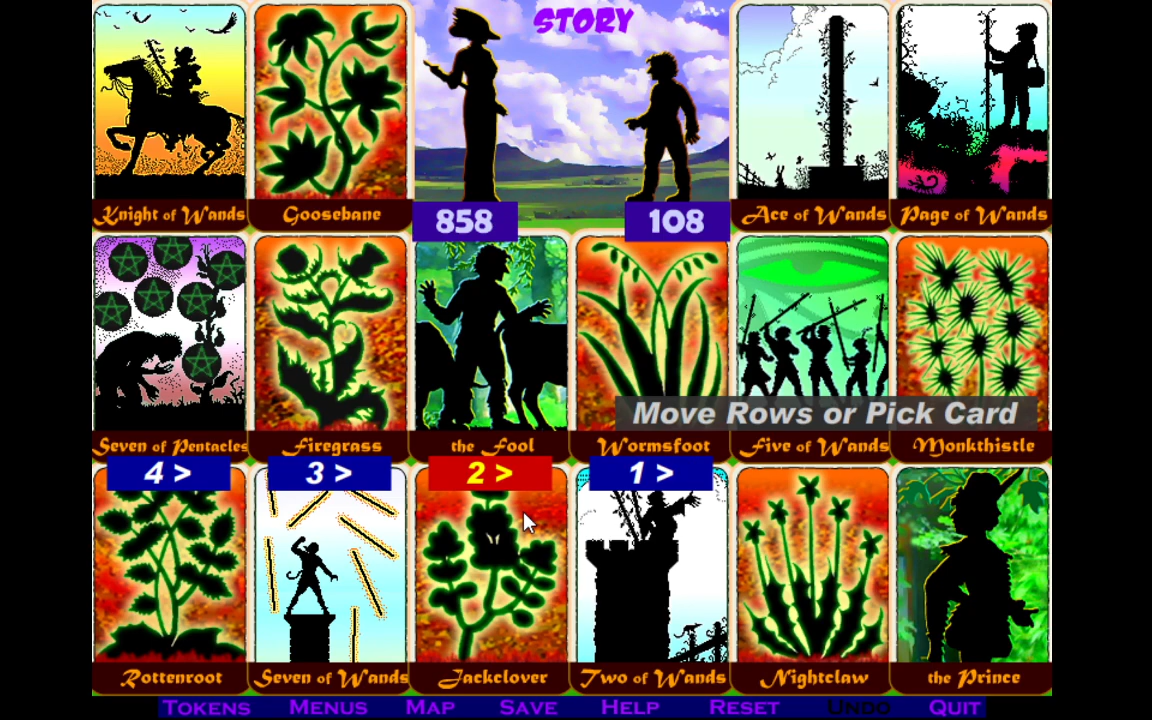 STORY
Knight of Wands
Goosebane
858
108
Ace of Wands
Page of Wands
Seven of Pentacles
Firegrass
the Fool
Wormsfoot
Five of Wands
Monkthistle
Move Rows or Pick Card
4 >
3 >
2 >
1 >
Rottenroot
Seven of Wands
Jackclover
Two of Wands
Nightclaw
the Prince
TOKENS MENUS MAP SAVE HELP RESET UNDO QUIT